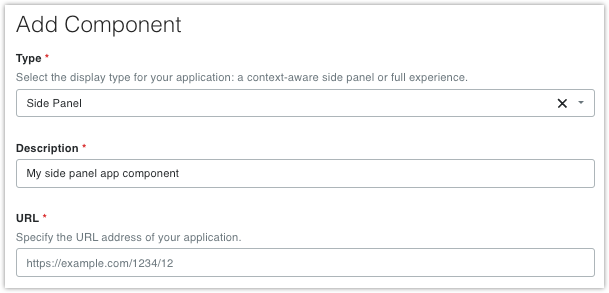 Add Component
Type *
Select the display type for your application: a context-aware side panel or full experience.
Side Panel
Description *
My side panel app component
URL *
Specify the URL address of your application.
https://example.com/1234/12